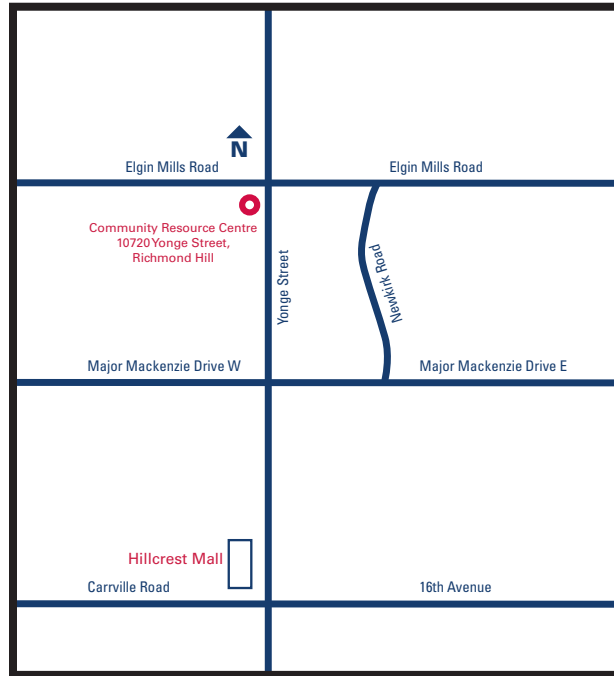 N
Elgin Mills Road
Elgin Mills Road
Community Resource Centre
10720 Yonge Street,
Richmond Hill
Yonge Street
Newkirk Road
Major Mackenzie Drive W
Major Mackenzie Drive E
Hillcrest Mall
Carrville Road
16th Avenue